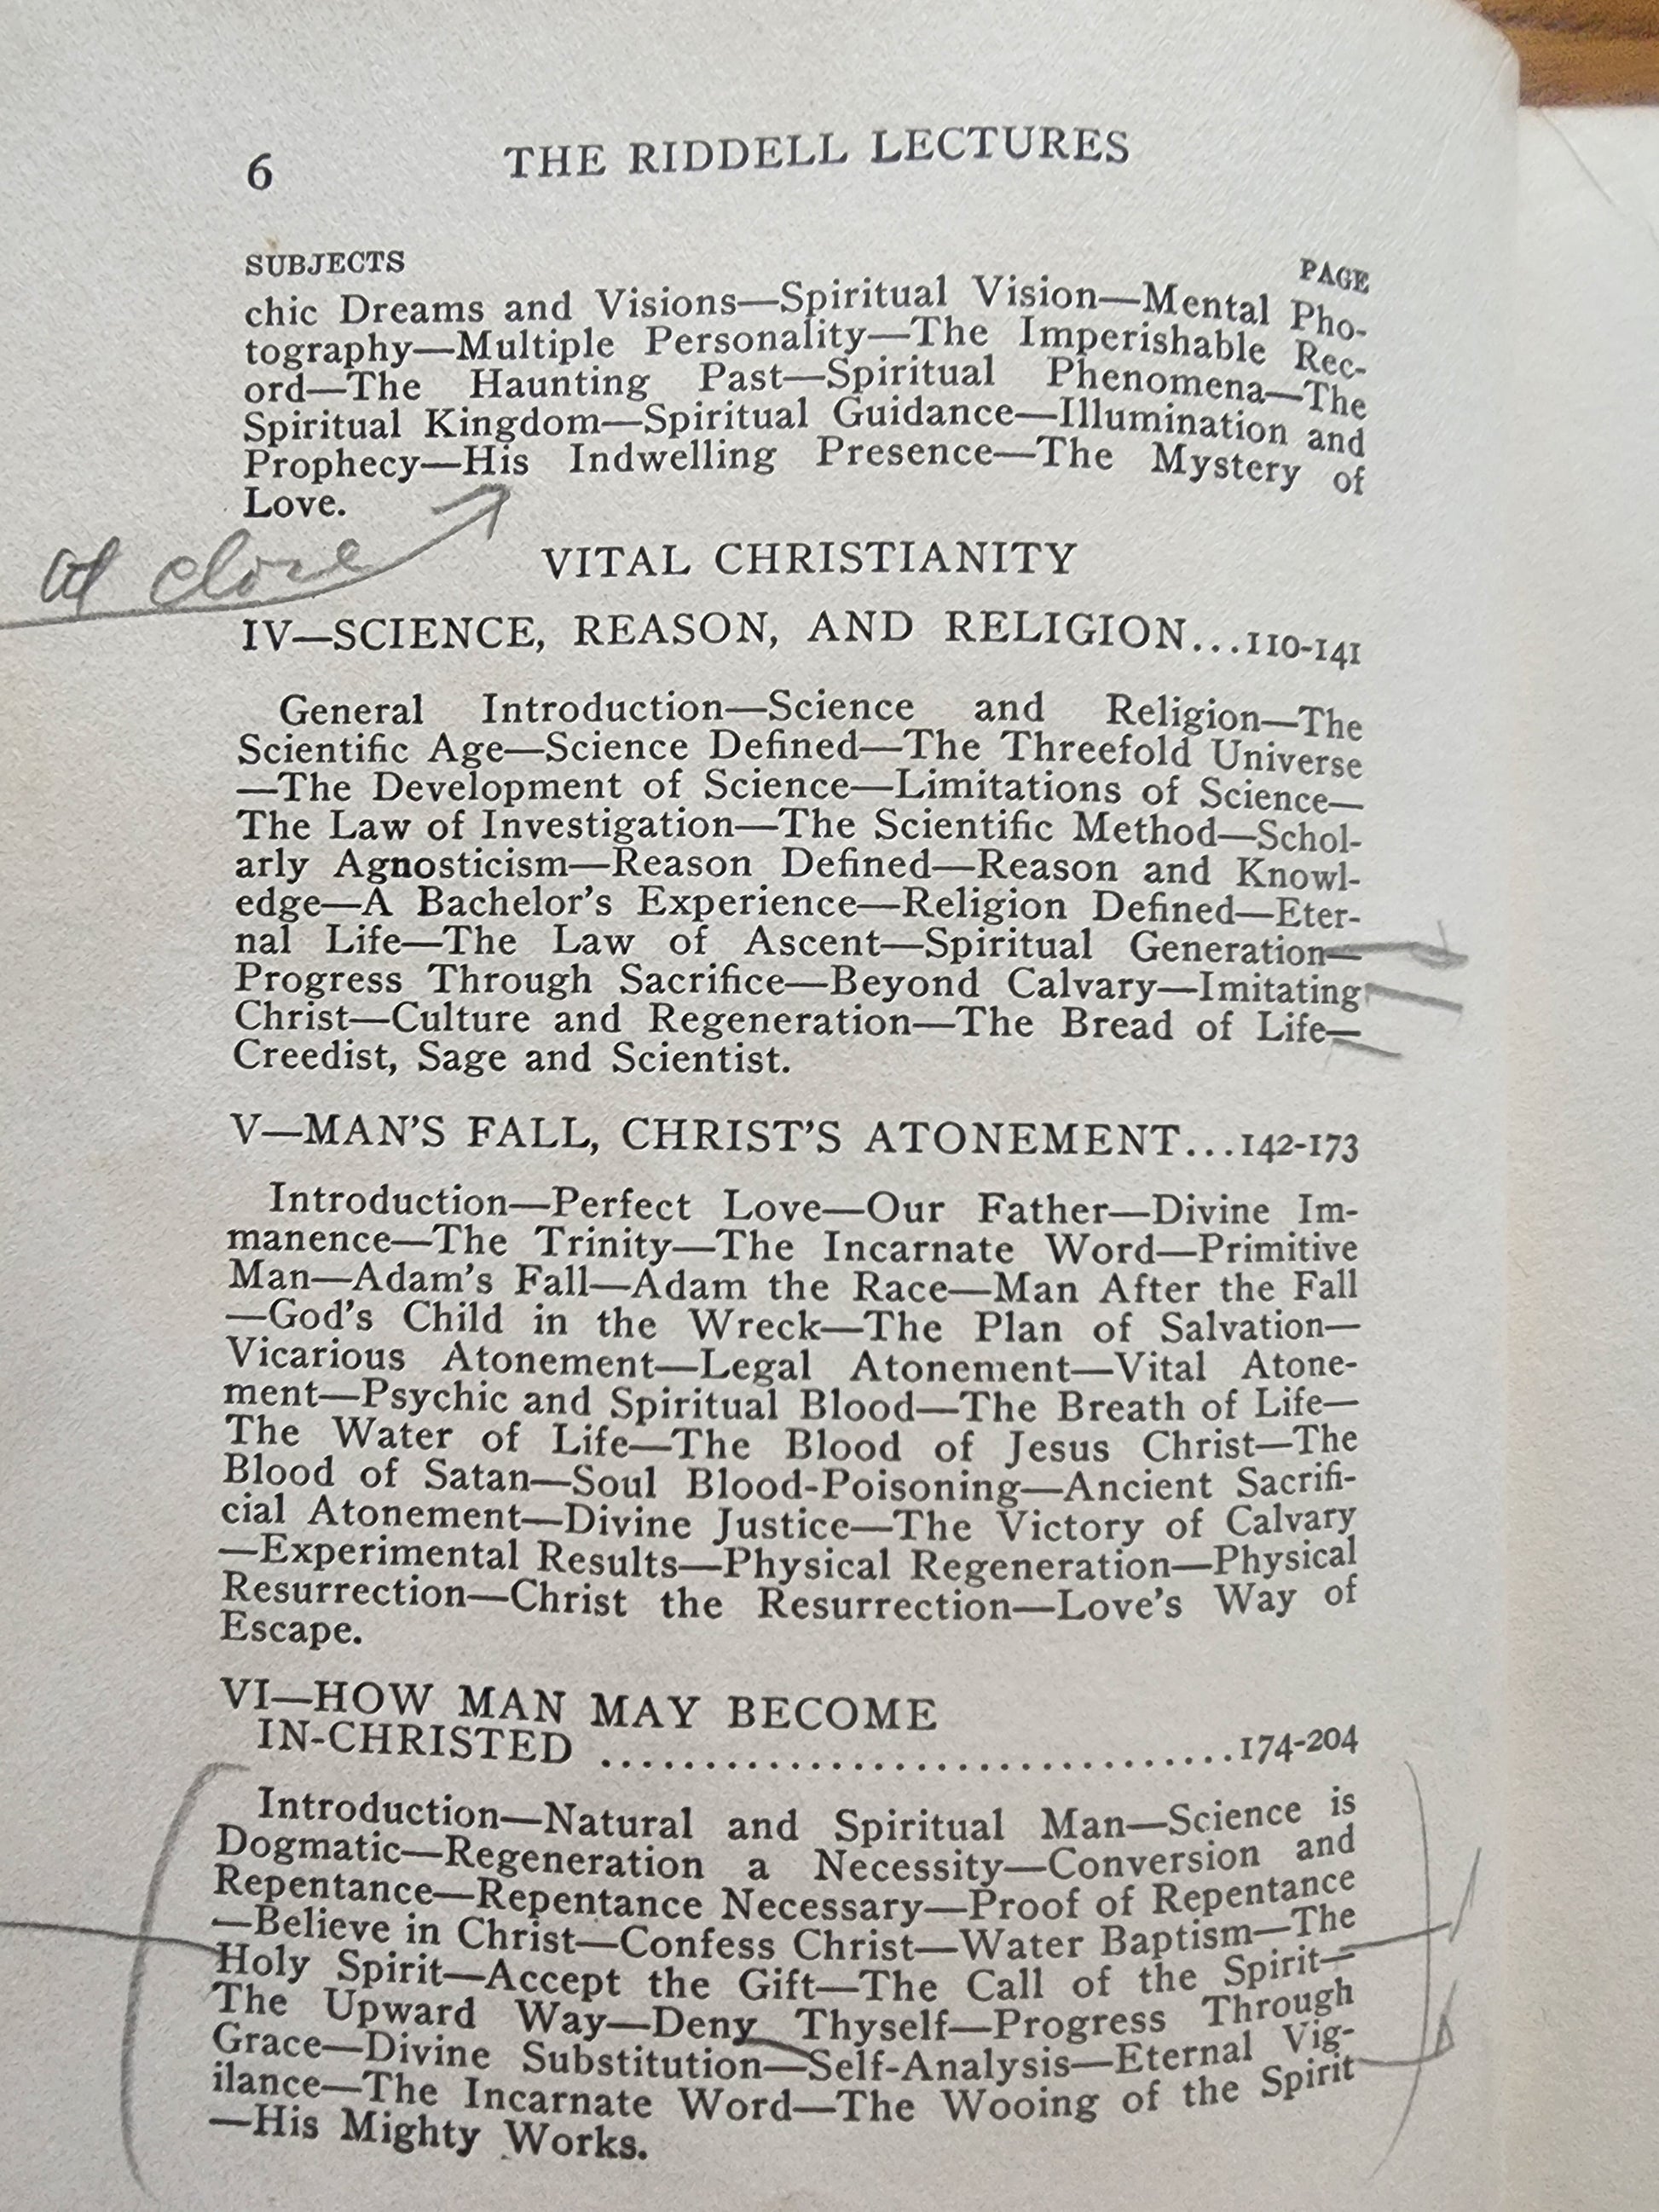 6 THE RIDDELL LECTURES
SUBJECTS PAGE
chic Dreams and Visions—Spiritual Vision—Mental Pho-
tography—Multiple Personality—The Imperishable Rec-
ord—The Haunting Past—Spiritual Phenomena—The
Spiritual Kingdom—Spiritual Guidance—Illumination and
Prophecy—His Indwelling Presence—The Mystery of
Love.
at close
VITAL CHRISTIANITY
IV—SCIENCE, REASON, AND RELIGION...110-141
General Introduction—Science and Religion—The
Scientific Age—Science Defined—The Threefold Universe
—The Development of Science—Limitations of Science—
The Law of Investigation—The Scientific Method—Schol-
arly Agnosticism—Reason Defined—Reason and Knowl-
edge—A Bachelor's Experience—Religion Defined—Eter-
nal Life—The Law of Ascent—Spiritual Generation—
Progress Through Sacrifice—Beyond Calvary—Imitating
Christ—Culture and Regeneration—The Bread of Life—
Creedist, Sage and Scientist.
V—MAN'S FALL, CHRIST'S ATONEMENT...142-173
Introduction—Perfect Love—Our Father—Divine Im-
manence—The Trinity—The Incarnate Word—Primitive
Man—Adam's Fall—Adam the Race—Man After the Fall
—God's Child in the Wreck—The Plan of Salvation—
Vicarious Atonement—Legal Atonement—Vital Atone-
ment—Psychic and Spiritual Blood—The Breath of Life—
The Water of Life—The Blood of Jesus Christ—The
Blood of Satan—Soul Blood-Poisoning—Ancient Sacrifi-
cial Atonement—Divine Justice—The Victory of Calvary
—Experimental Results—Physical Regeneration—Physical
Resurrection—Christ the Resurrection—Love's Way of
Escape.
VI—HOW MAN MAY BECOME
IN-CHRISTED ..............................174-204
Introduction—Natural and Spiritual Man—Science is
Dogmatic—Regeneration a Necessity—Conversion and
Repentance—Repentance Necessary—Proof of Repentance
—Believe in Christ—Confess Christ—Water Baptism—The
Holy Spirit—Accept the Gift—The Call of the Spirit—
The Upward Way—Deny Thyself—Progress Through
Grace—Divine Substitution—Self-Analysis—Eternal Vig-
ilance—The Incarnate Word—The Wooing of the Spirit
—His Mighty Works.